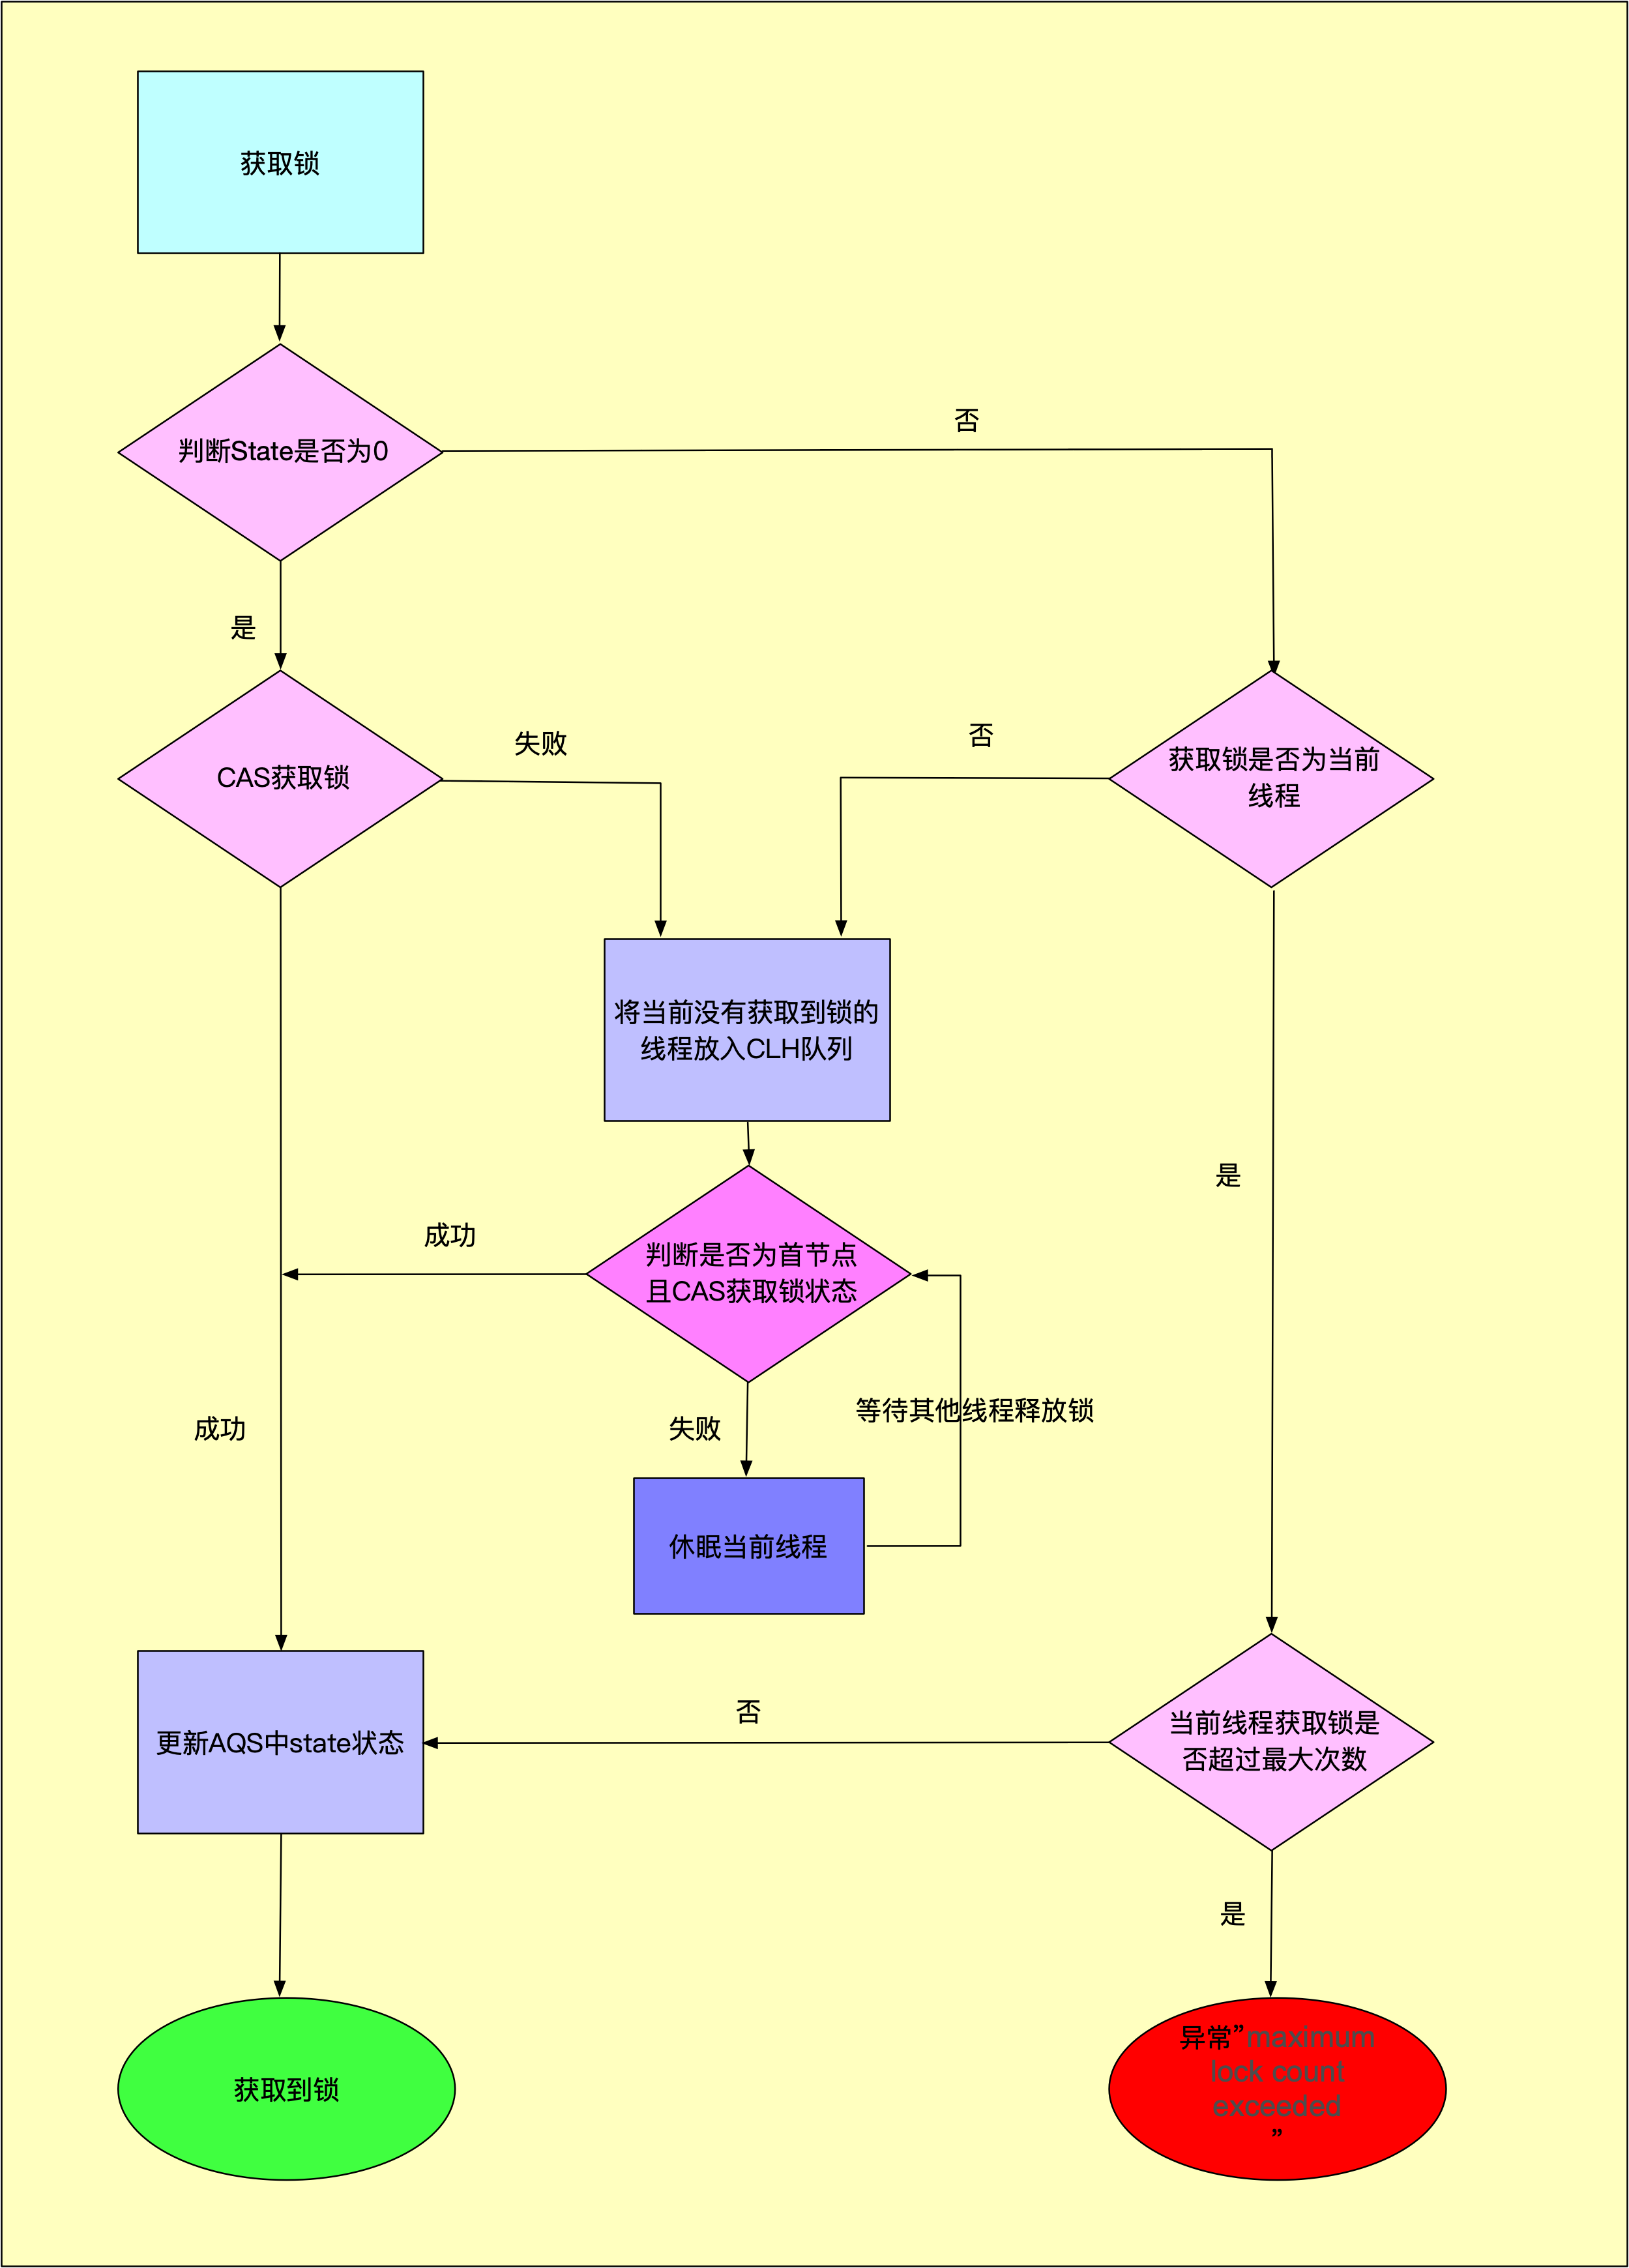 获取锁
判断State是否为0
否
是
CAS获取锁
失败
否
获取锁是否为当前
线程
将当前没有获取到锁的
线程放入CLH队列
是
成功
判断是否为首节点
且CAS获取锁状态
等待其他线程释放锁
成功
失败
休眠当前线程
否
更新AQS中state状态
当前线程获取锁是
否超过最大次数
是
获取到锁
异常”maximum
lock count
exceeded
”